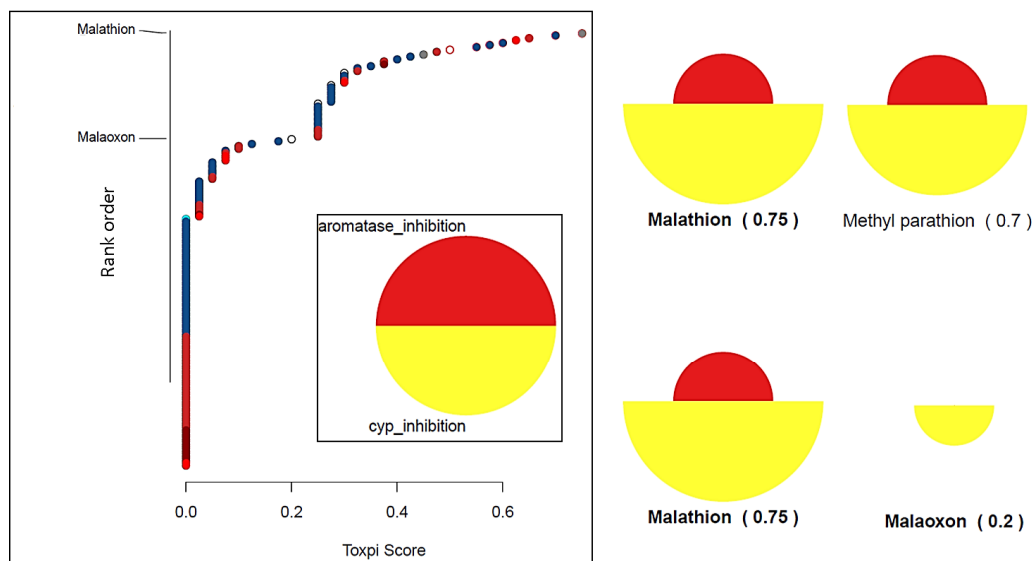 Malathion
Malaoxon
Rank order
aromatase_inhibition
cyp_inhibition
0.0 0.2 0.4 0.6
Toxpi Score
Malathion ( 0.75 ) Methyl parathion ( 0.7 )
Malathion ( 0.75 ) Malaoxon ( 0.2 )